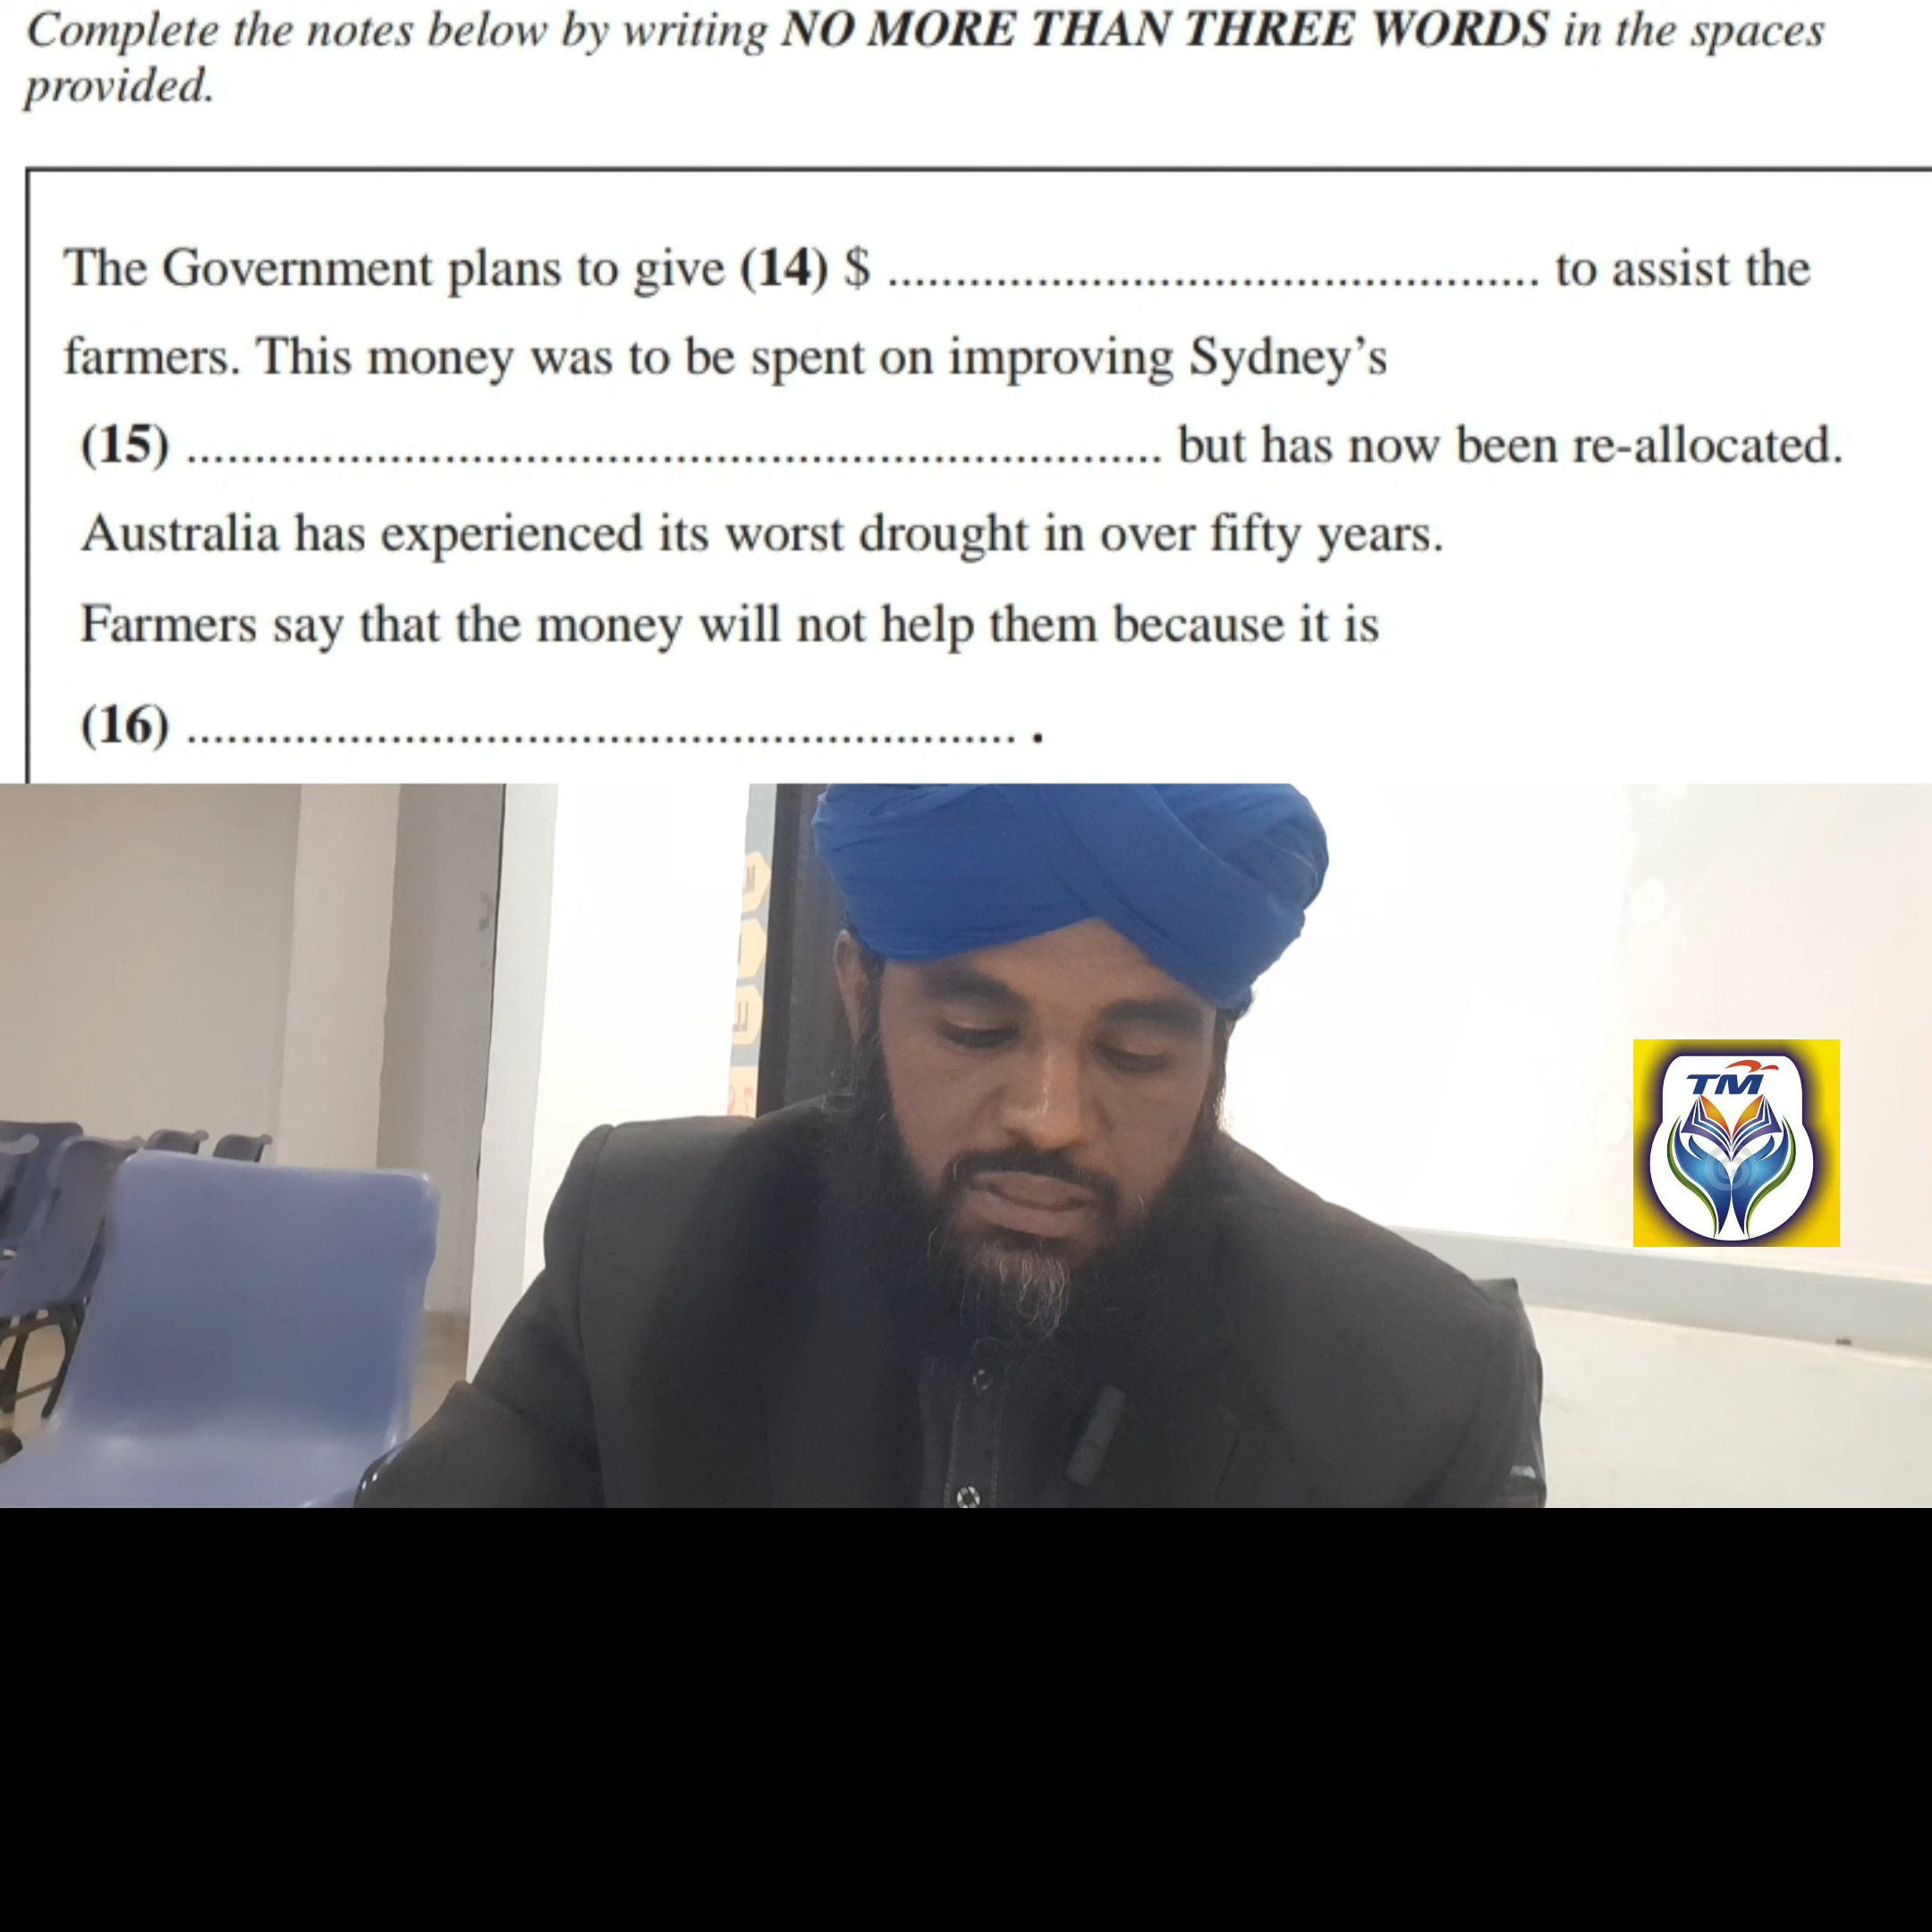 Complete the notes below by writing NO MORE THAN THREE WORDS in the spaces
provided.
The Government plans to give (14) $ ................................................ to assist the
farmers. This money was to be spent on improving Sydney's
(15) ........................................................................ but has now been re-allocated.
Australia has experienced its worst drought in over fifty years.
Farmers say that the money will not help them because it is
(16) ............................................................. .
TM